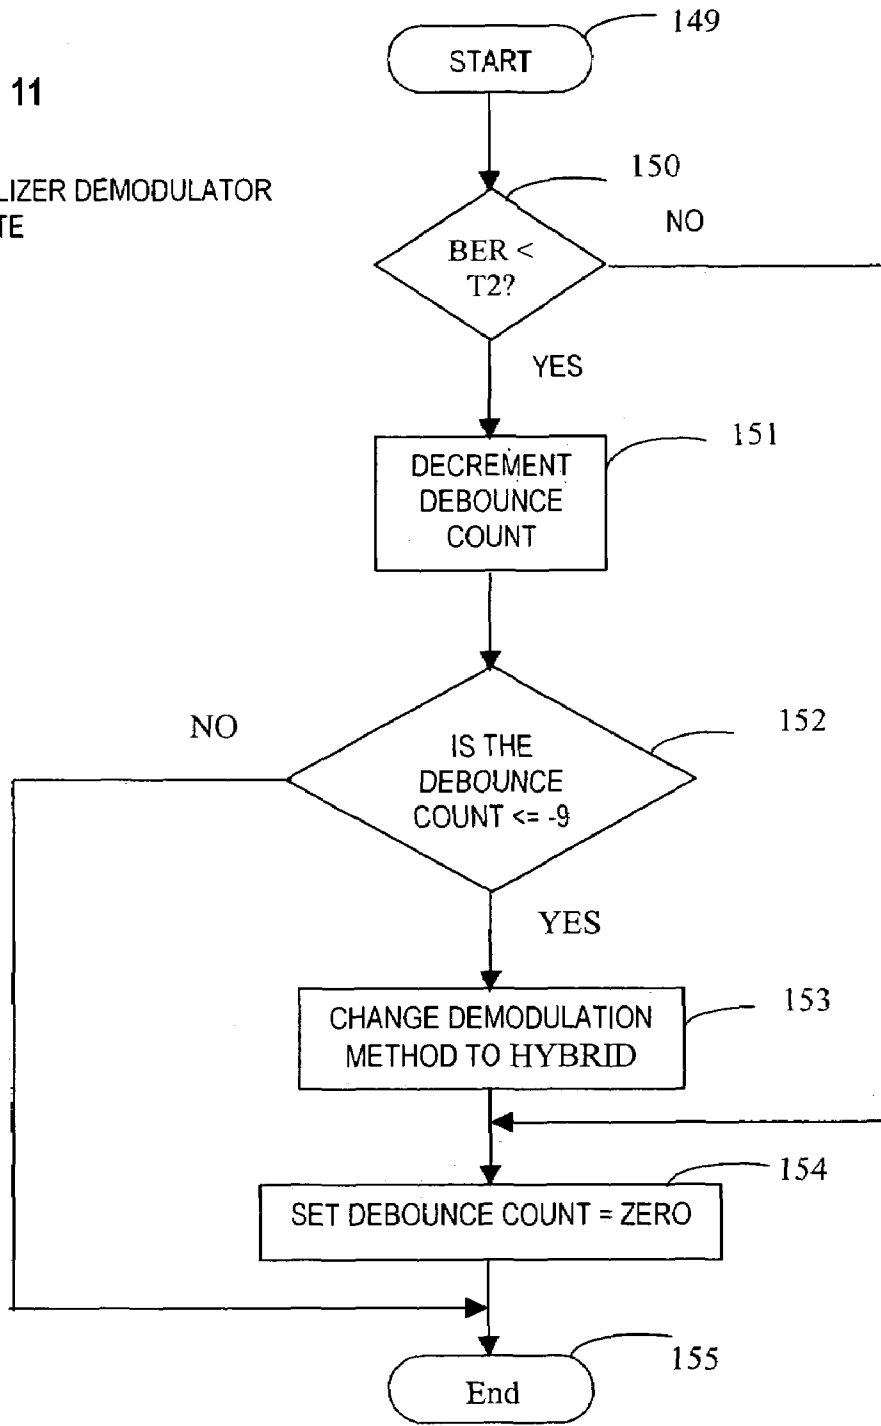 149
START
11
LIZER DEMODULATOR
TE
150
NO
BER <
T2?
YES
151
DECREMENT
DEBOUNCE
COUNT
152
NO
IS THE
DEBOUNCE
COUNT <= -9
YES
153
CHANGE DEMODULATION
METHOD TO HYBRID
154
SET DEBOUNCE COUNT = ZERO
155
End